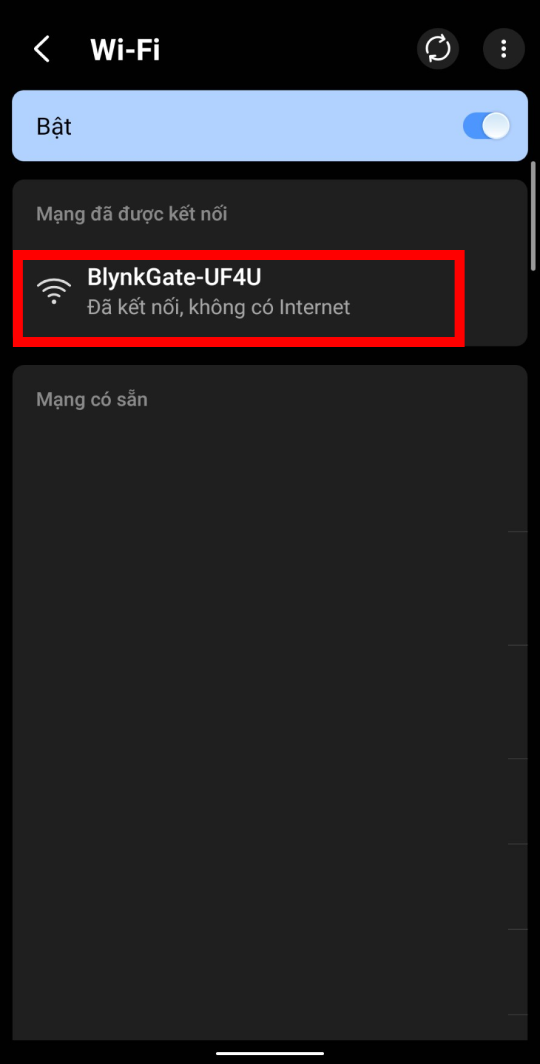 Wi-Fi
Bật
Mạng đã được kết nối
BlynkGate-UF4U
Đã kết nối, không có Internet
Mạng có sẵn